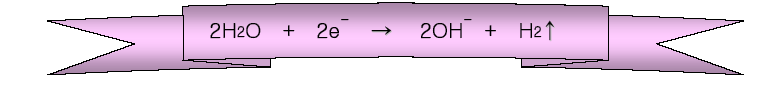 2H₂O + 2e⁻ → 2OH⁻ + H₂↑